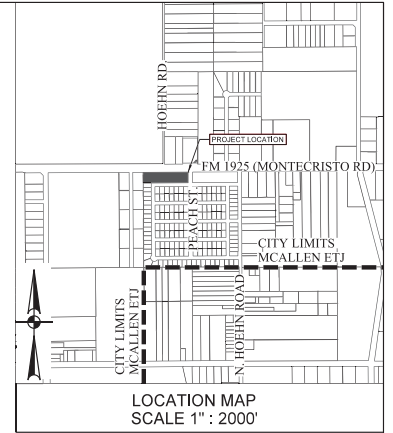 HOEHN RD.
PROJECT LOCATION
FM 1925 (MONTECRISTO RD)
PEACH ST.
CITY LIMITS
MCALLEN ETJ
CITY LIMITS
MCALLEN ETJ
N. HOEHN ROAD
LOCATION MAP
SCALE 1" : 2000'